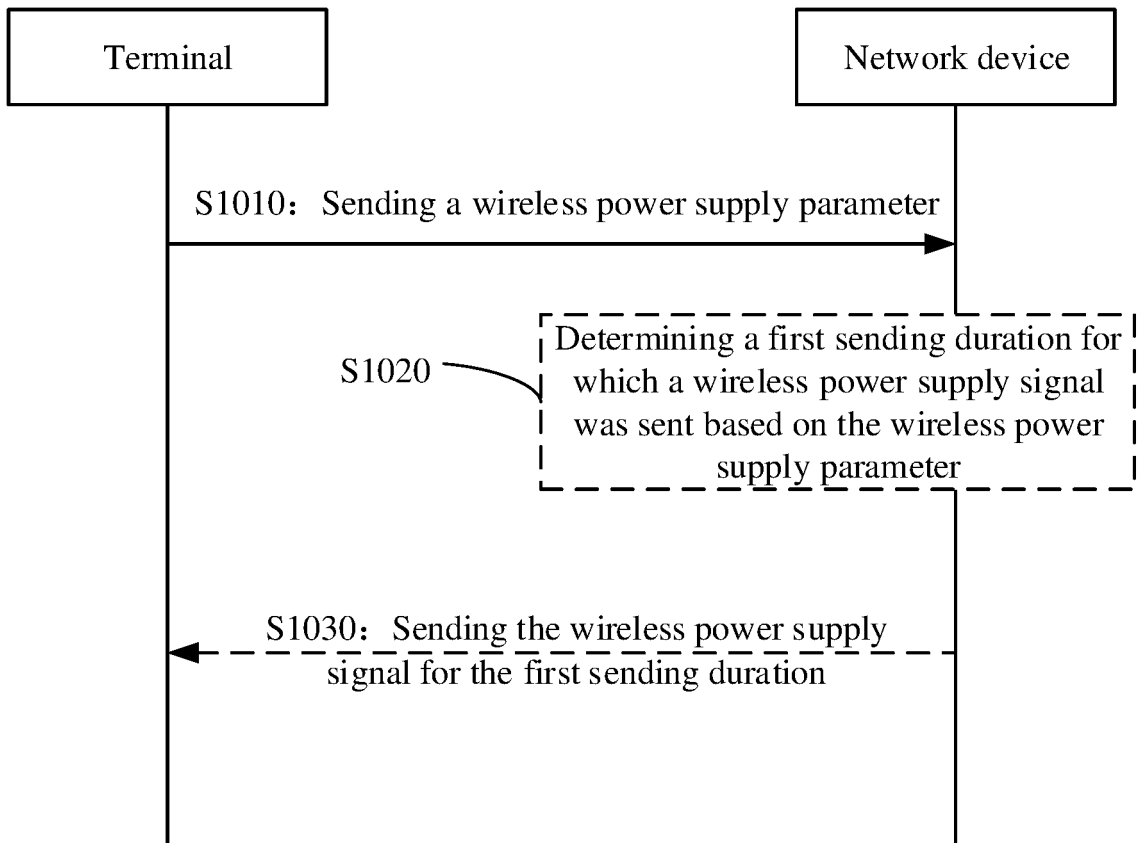 Terminal
Network device
S1010：Sending a wireless power supply parameter
S1020
Determining a first sending duration for
which a wireless power supply signal
was sent based on the wireless power
supply parameter
S1030：Sending the wireless power supply
signal for the first sending duration